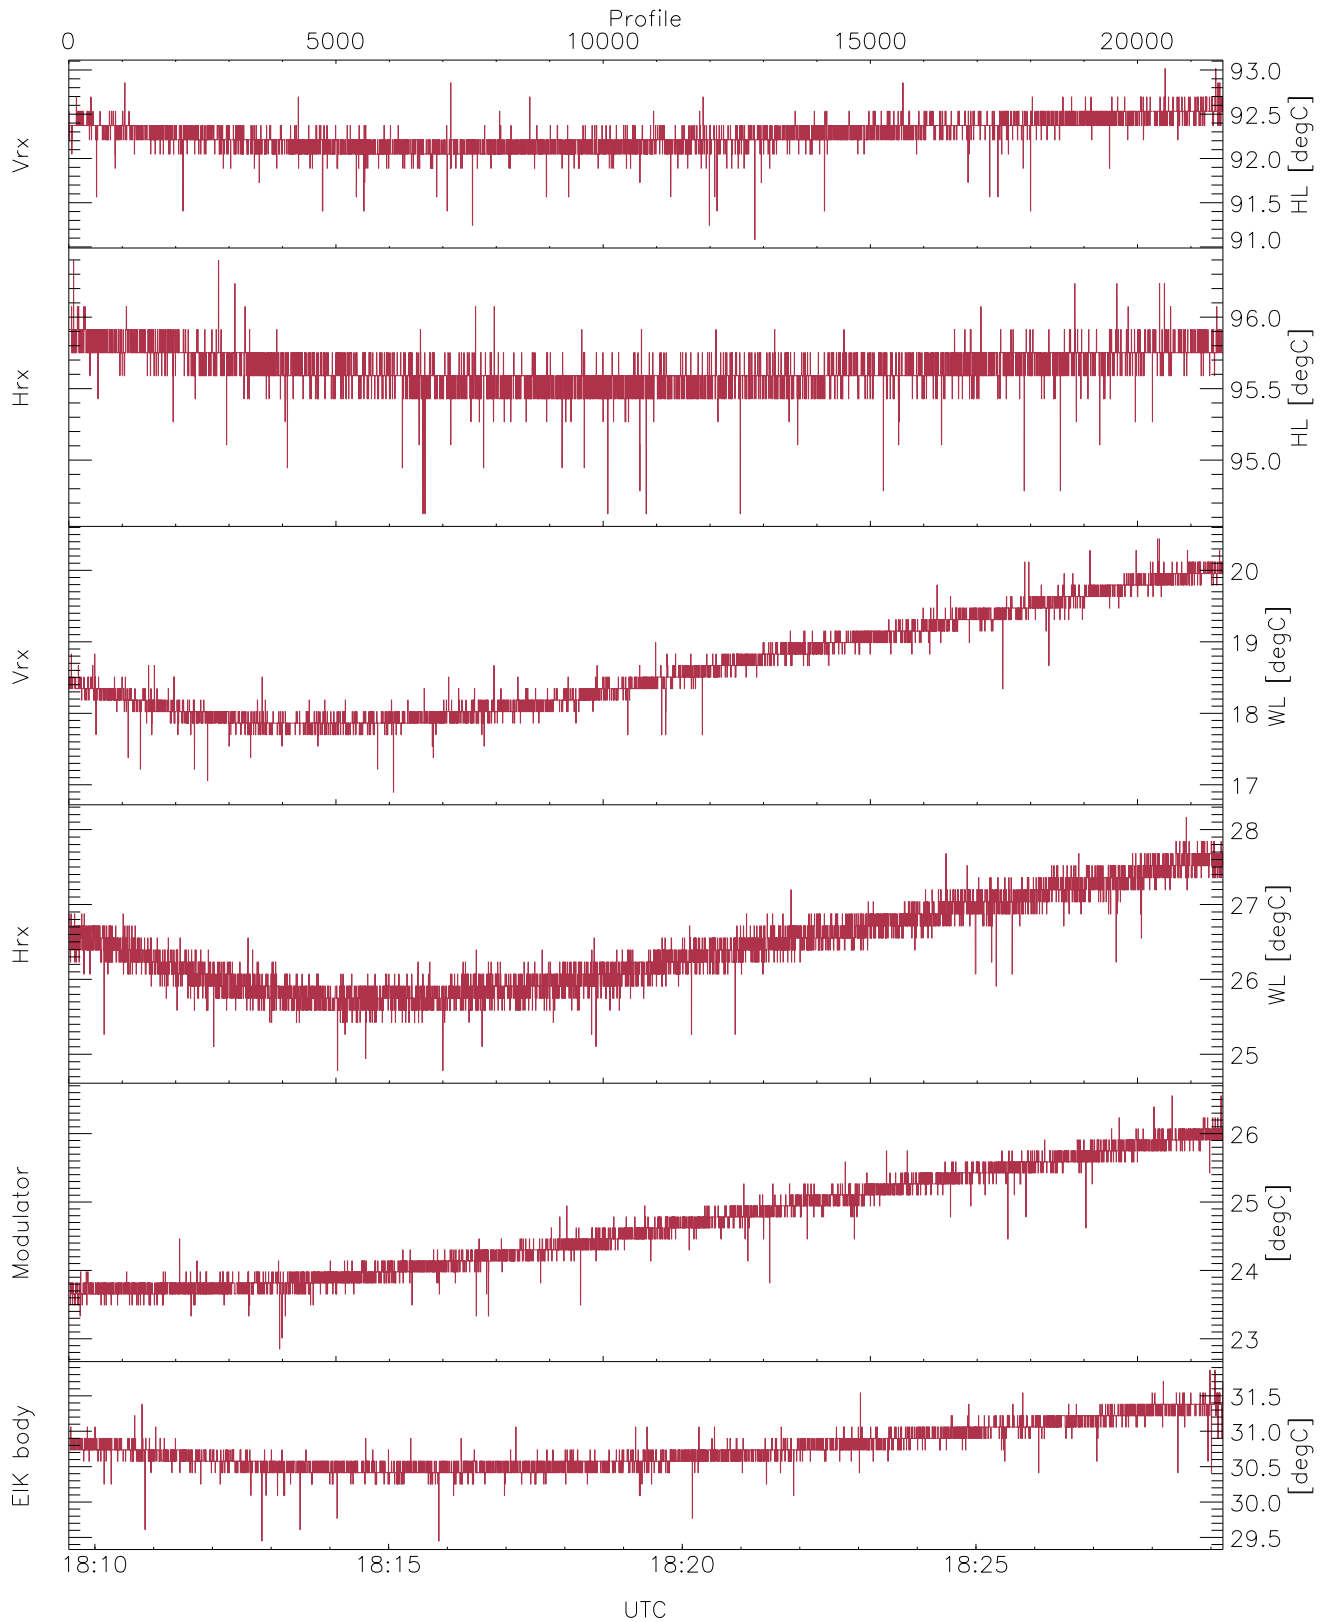 Profile
0 5000 10000 15000 20000
Vrx
93.0
92.5
92.0
91.5
91.0
HL [degC]
Hrx
96.0
95.5
95.0
HL [degC]
Vrx
20
19
18
17
WL [degC]
Hrx
28
27
26
25
WL [degC]
Modulator
26
25
24
23
[degC]
EIK body
31.5
31.0
30.5
30.0
29.5
[degC]
18:10 18:15 18:20 18:25
UTC